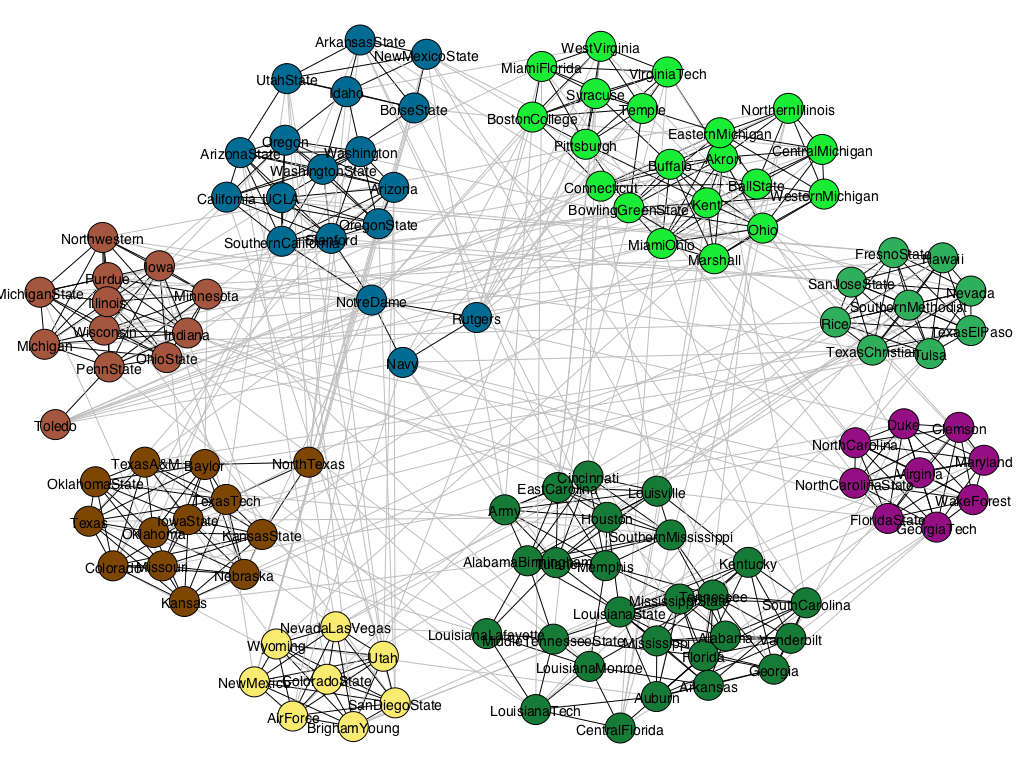 ArkansasState
NewMexicoState
UtahState
Idaho
BoiseState
Oregon
ArizonaState
Washington
WashingtonState
Arizona
California
UCLA
OregonState
SouthernCalifornia
Stanford
NotreDame
Rutgers
Navy
WestVirginia
MiamiFlorida
VirginiaTech
Syracuse
Temple
BostonCollege
Pittsburgh
NorthernIllinois
EasternMichigan
CentralMichigan
Buffalo
Akron
Connecticut
BallState
WesternMichigan
BowlingGreenState
Kent
Ohio
MiamiOhio
Marshall
Northwestern
Iowa
Purdue
MichiganState
Illinois
Minnesota
Wisconsin
Indiana
Michigan
OhioState
PennState
Toledo
FresnoState
Hawaii
SanJoseState
Nevada
SouthernMethodist
Rice
TexasElPaso
TexasChristian
Tulsa
Duke
Clemson
NorthCarolina
Maryland
Virginia
NorthCarolinaState
WakeForest
FloridaState
GeorgiaTech
TexasA&M
Baylor
NorthTexas
OklahomaState
TexasTech
Texas
IowaState
Oklahoma
KansasState
Colorado
Missouri
Nebraska
Kansas
Cincinnati
EastCarolina
Louisville
Army
Houston
SouthernMississippi
AlabamaBirmingham
Tulane
Memphis
Kentucky
MississippiState
Tennessee
SouthCarolina
LousianaState
LouisianaLafayette
MiddleTennesseeState
Mississippi
Alabama
Vanderbilt
Florida
LouisianaMonroe
Georgia
Arkansas
Auburn
LouisianaTech
CentralFlorida
NevadaLasVegas
Wyoming
Utah
NewMexico
ColoradoState
SanDiegoState
AirForce
BrighamYoung